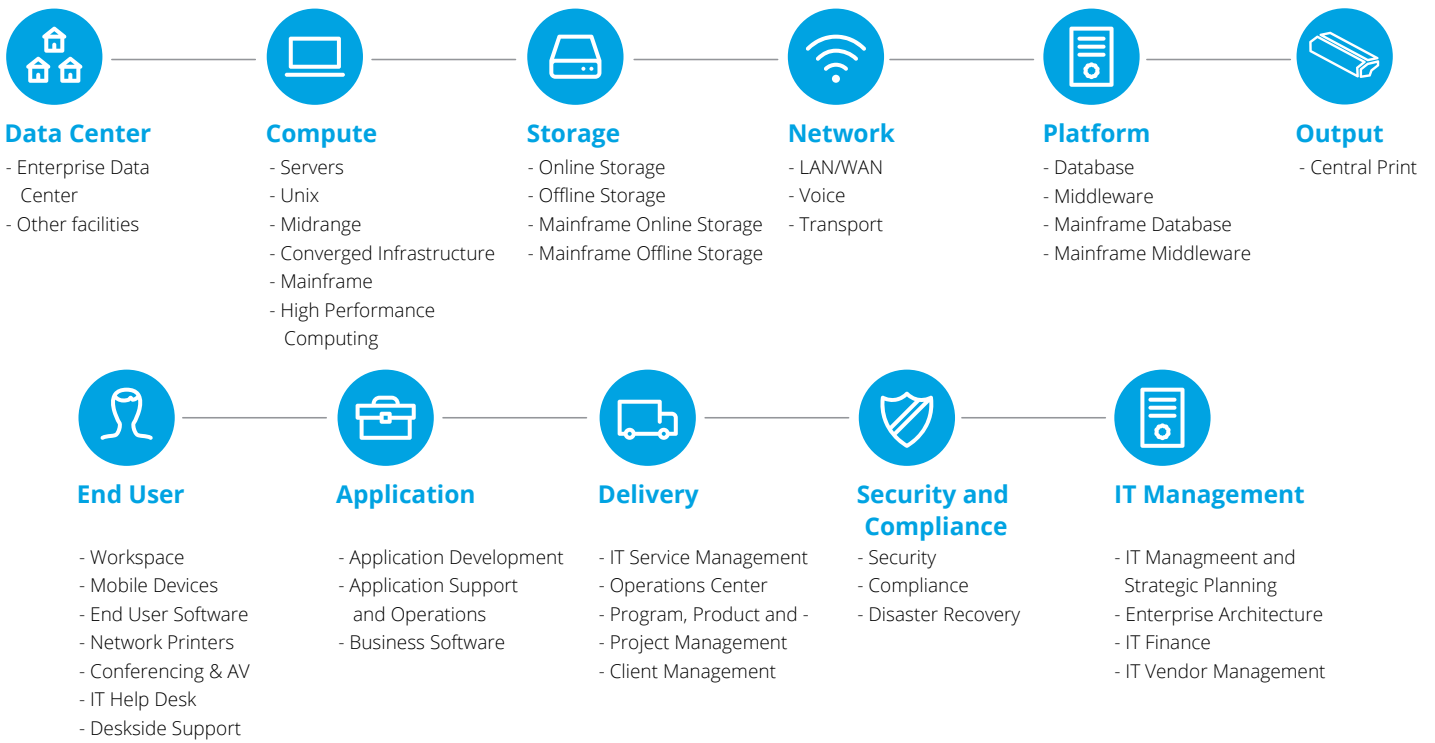 Data Center
- Enterprise Data
Center
- Other facilities
Compute
- Servers
- Unix
- Midrange
- Converged Infrastructure
- Mainframe
- High Performance
Computing
Storage
- Online Storage
- Offline Storage
- Mainframe Online Storage
- Mainframe Offline Storage
Network
- LAN/WAN
- Voice
- Transport
Platform
- Database
- Middleware
- Mainframe Database
- Mainframe Middleware
Output
- Central Print
End User
- Workspace
- Mobile Devices
- End User Software
- Network Printers
- Conferencing & AV
- IT Help Desk
- Deskside Support
Application
- Application Development
- Application Support
and Operations
- Business Software
Delivery
- IT Service Management
- Operations Center
- Program, Product and -
- Project Management
- Client Management
Security and
Compliance
- Security
- Compliance
- Disaster Recovery
IT Management
- IT Managmeent and
Strategic Planning
- Enterprise Architecture
- IT Finance
- IT Vendor Management